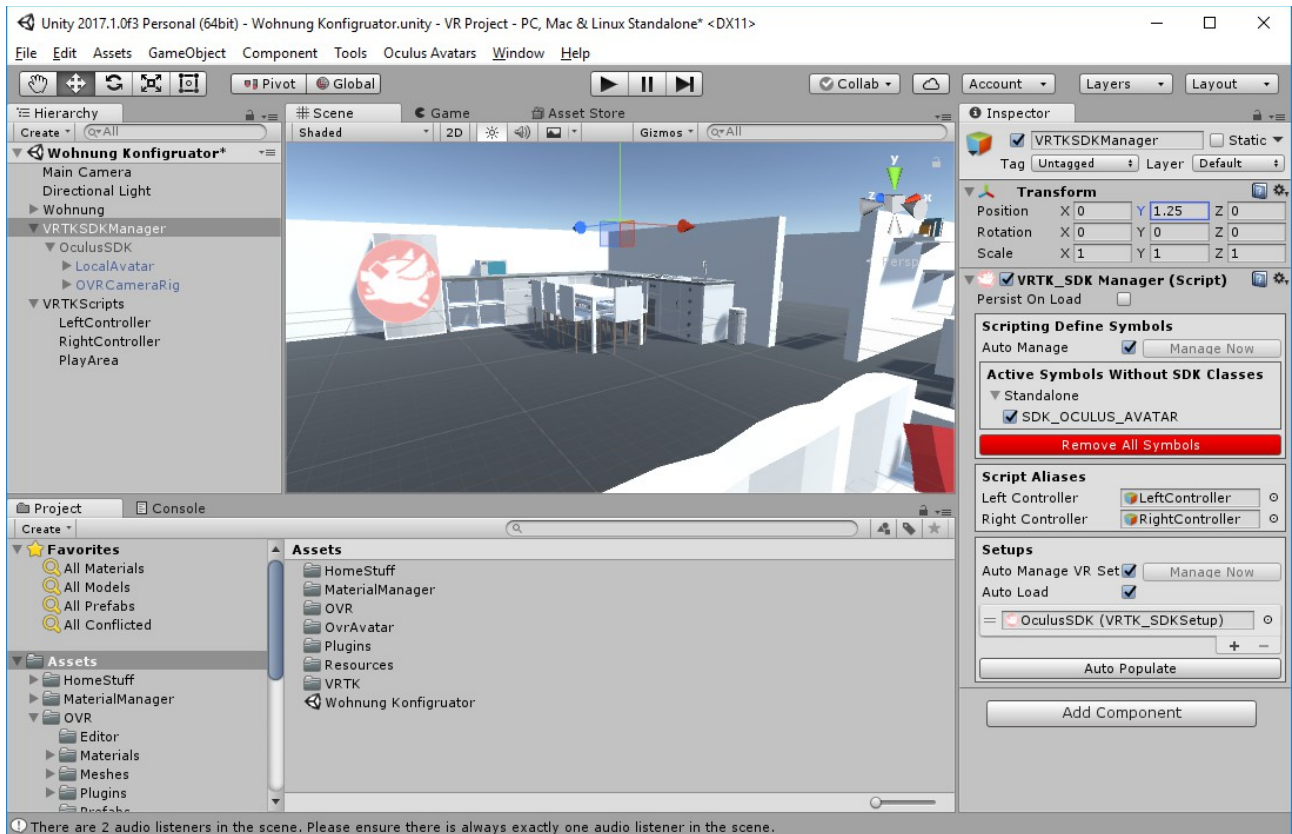 Unity 2017.1.0f3 Personal (64bit) - Wohnung Konfigruator.unity - VR Project - PC, Mac & Linux Standalone* <DX11>
File Edit Assets GameObject Component Tools Oculus Avatars Window Help
Pivot Global Collab Account Layers Layout
Hierarchy
Create All
Wohnung Konfigruator*
Main Camera
Directional Light
Wohnung
VRTKSDKManager
OculusSDK
LocalAvatar
OVRCameraRig
VRTKScripts
LeftController
RightController
PlayArea
Scene Game Asset Store
Shaded 2D Gizmos All
y
z x
Persp
Inspector
VRTKSDKManager Static
Tag Untagged Layer Default
Transform
Position X 0 Y 1.25 Z 0
Rotation X 0 Y 0 Z 0
Scale X 1 Y 1 Z 1
VRTK_SDK Manager (Script)
Persist On Load
Scripting Define Symbols
Auto Manage Manage Now
Active Symbols Without SDK Classes
Standalone
SDK_OCULUS_AVATAR
Remove All Symbols
Script Aliases
Left Controller LeftController
Right Controller RightController
Setups
Auto Manage VR Set Manage Now
Auto Load
OculusSDK (VRTK_SDKSetup)
Auto Populate
Add Component
Project Console
Create
Favorites
All Materials
All Models
All Prefabs
All Conflicted
Assets
HomeStuff
MaterialManager
OVR
Editor
Materials
Meshes
Plugins
Prefabs
Assets
HomeStuff
MaterialManager
OVR
OvrAvatar
Plugins
Resources
VRTK
Wohnung Konfigruator
There are 2 audio listeners in the scene. Please ensure there is always exactly one audio listener in the scene.